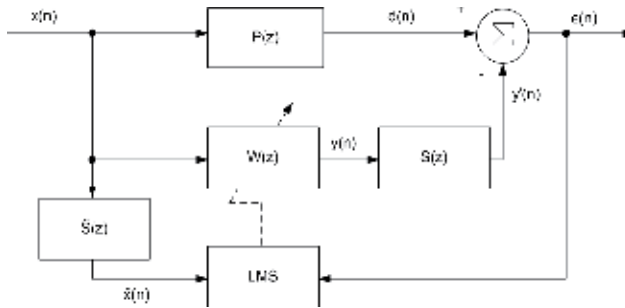 x(n)
P(z)
d(n)
+
Σ
e(n)
-
y'(n)
W(z)
y(n)
S(z)
Ŝ(z)
x̂(n)
LMS